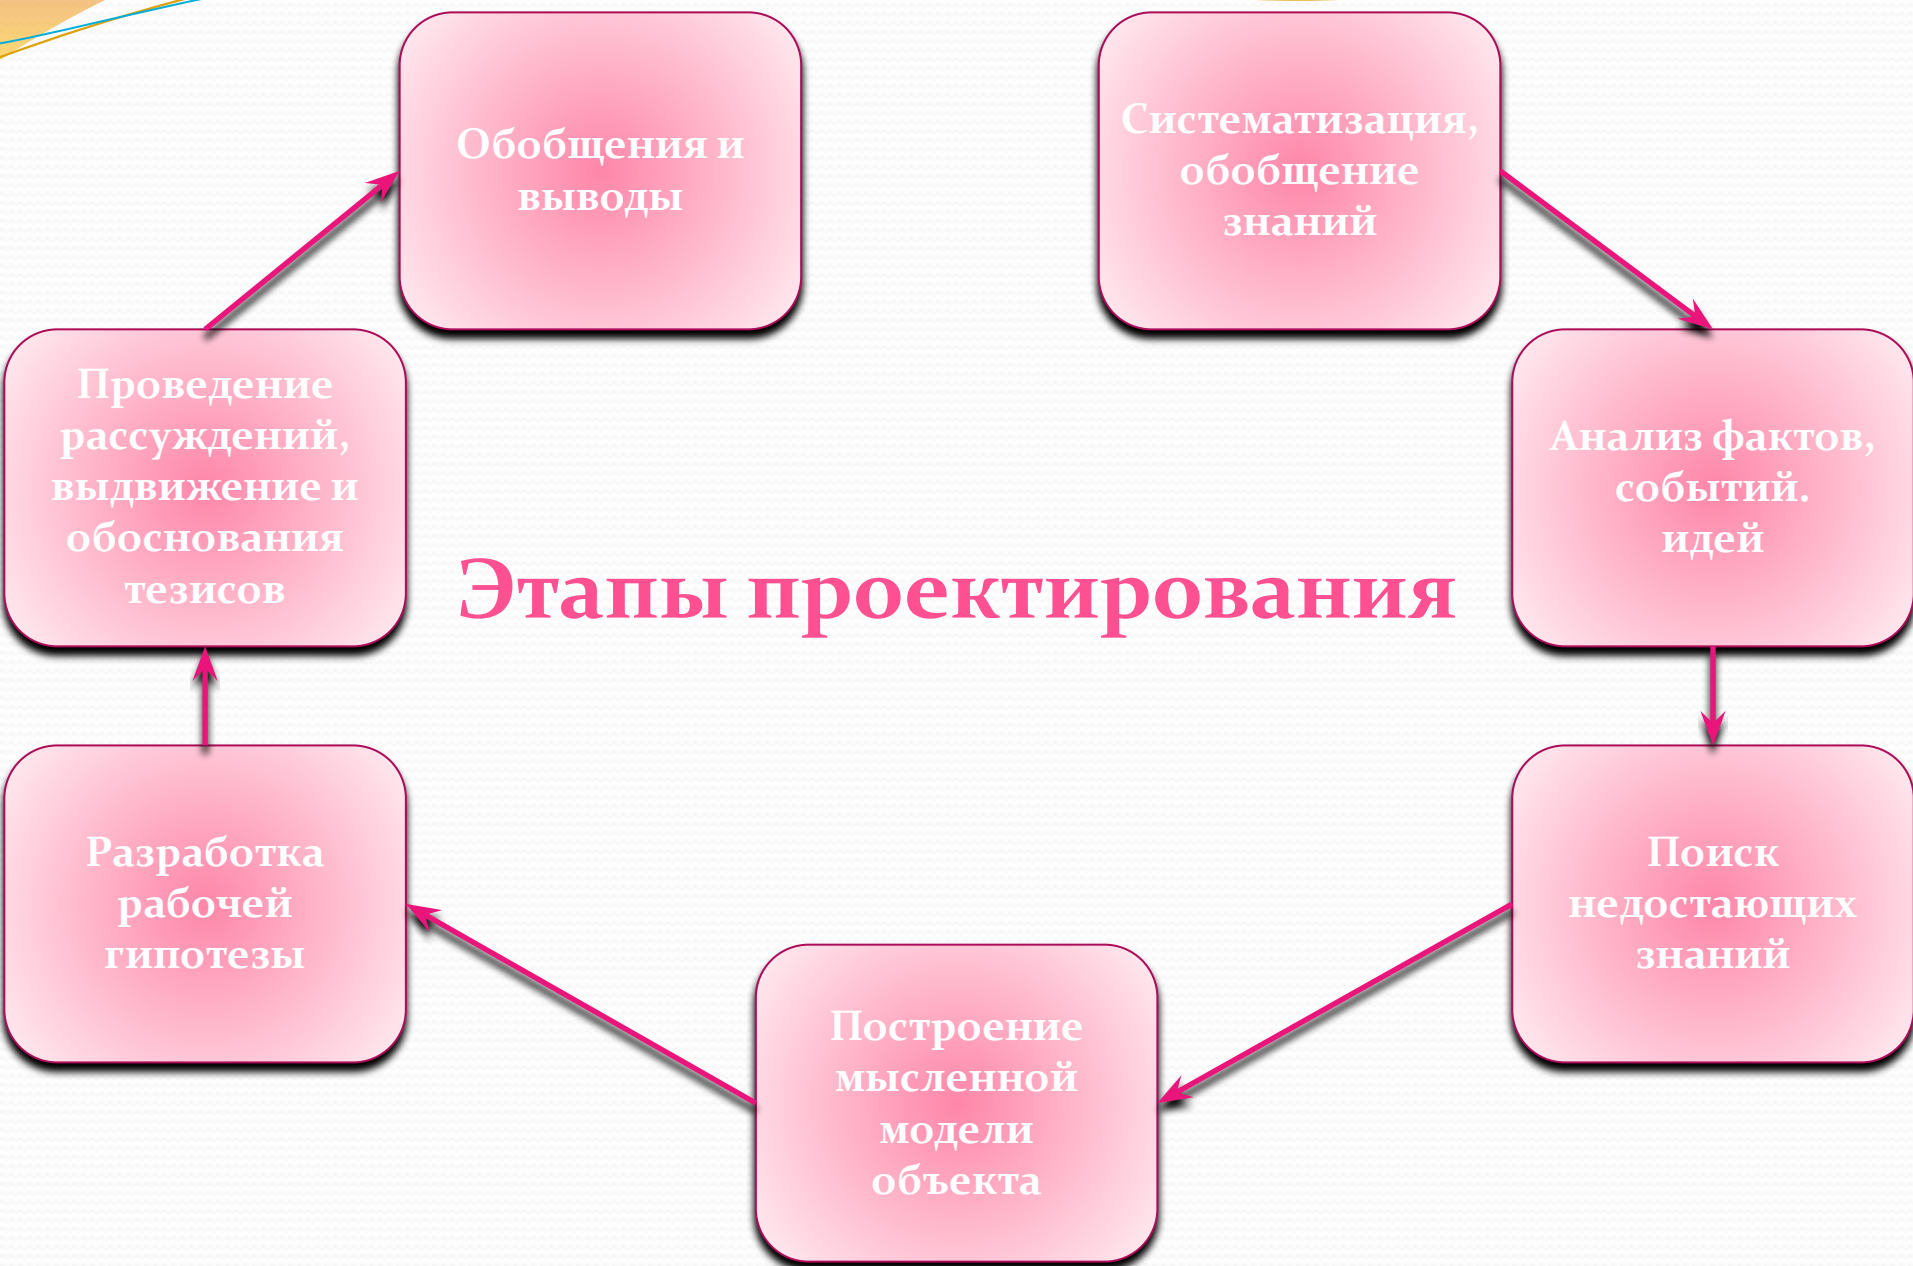 Обобщения и
выводы
Систематизация,
обобщение
знаний
Проведение
рассуждений,
выдвижение и
обоснования
тезисов
Анализ фактов,
событий.
идей
Этапы проектирования
Разработка
рабочей
гипотезы
Поиск
недостающих
знаний
Построение
мысленной
модели
объекта